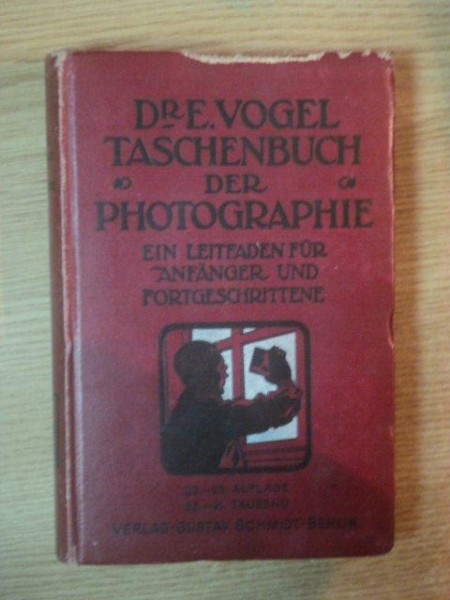 DR E. VOGEL
TASCHENBUCH
DER
PHOTOGRAPHIE
EIN LEITFADEN FÜR
ANFÄNGER UND
FORTGESCHRITTENE
AUFLAGE
TAUSEND
VERLAG·GUSTAV SCHMIDT·BERLIN